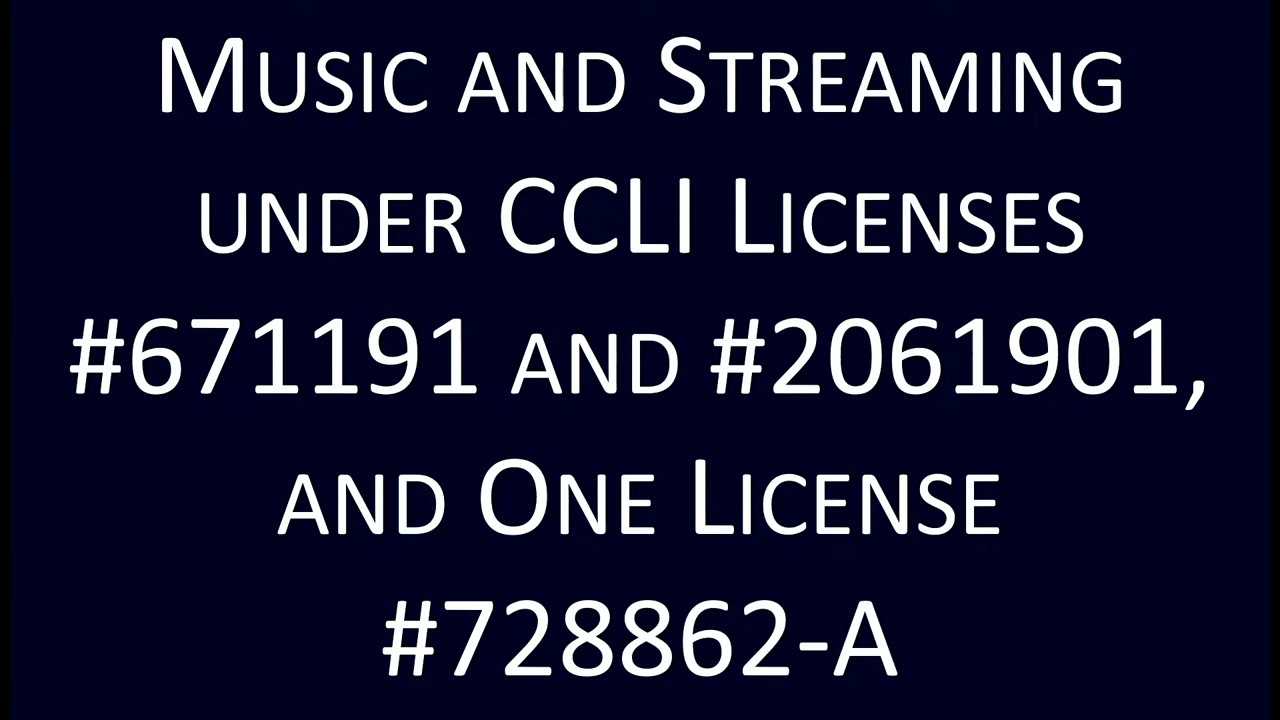 Music and Streaming
under CCLI Licenses
#671191 and #2061901,
and One License
#728862-A